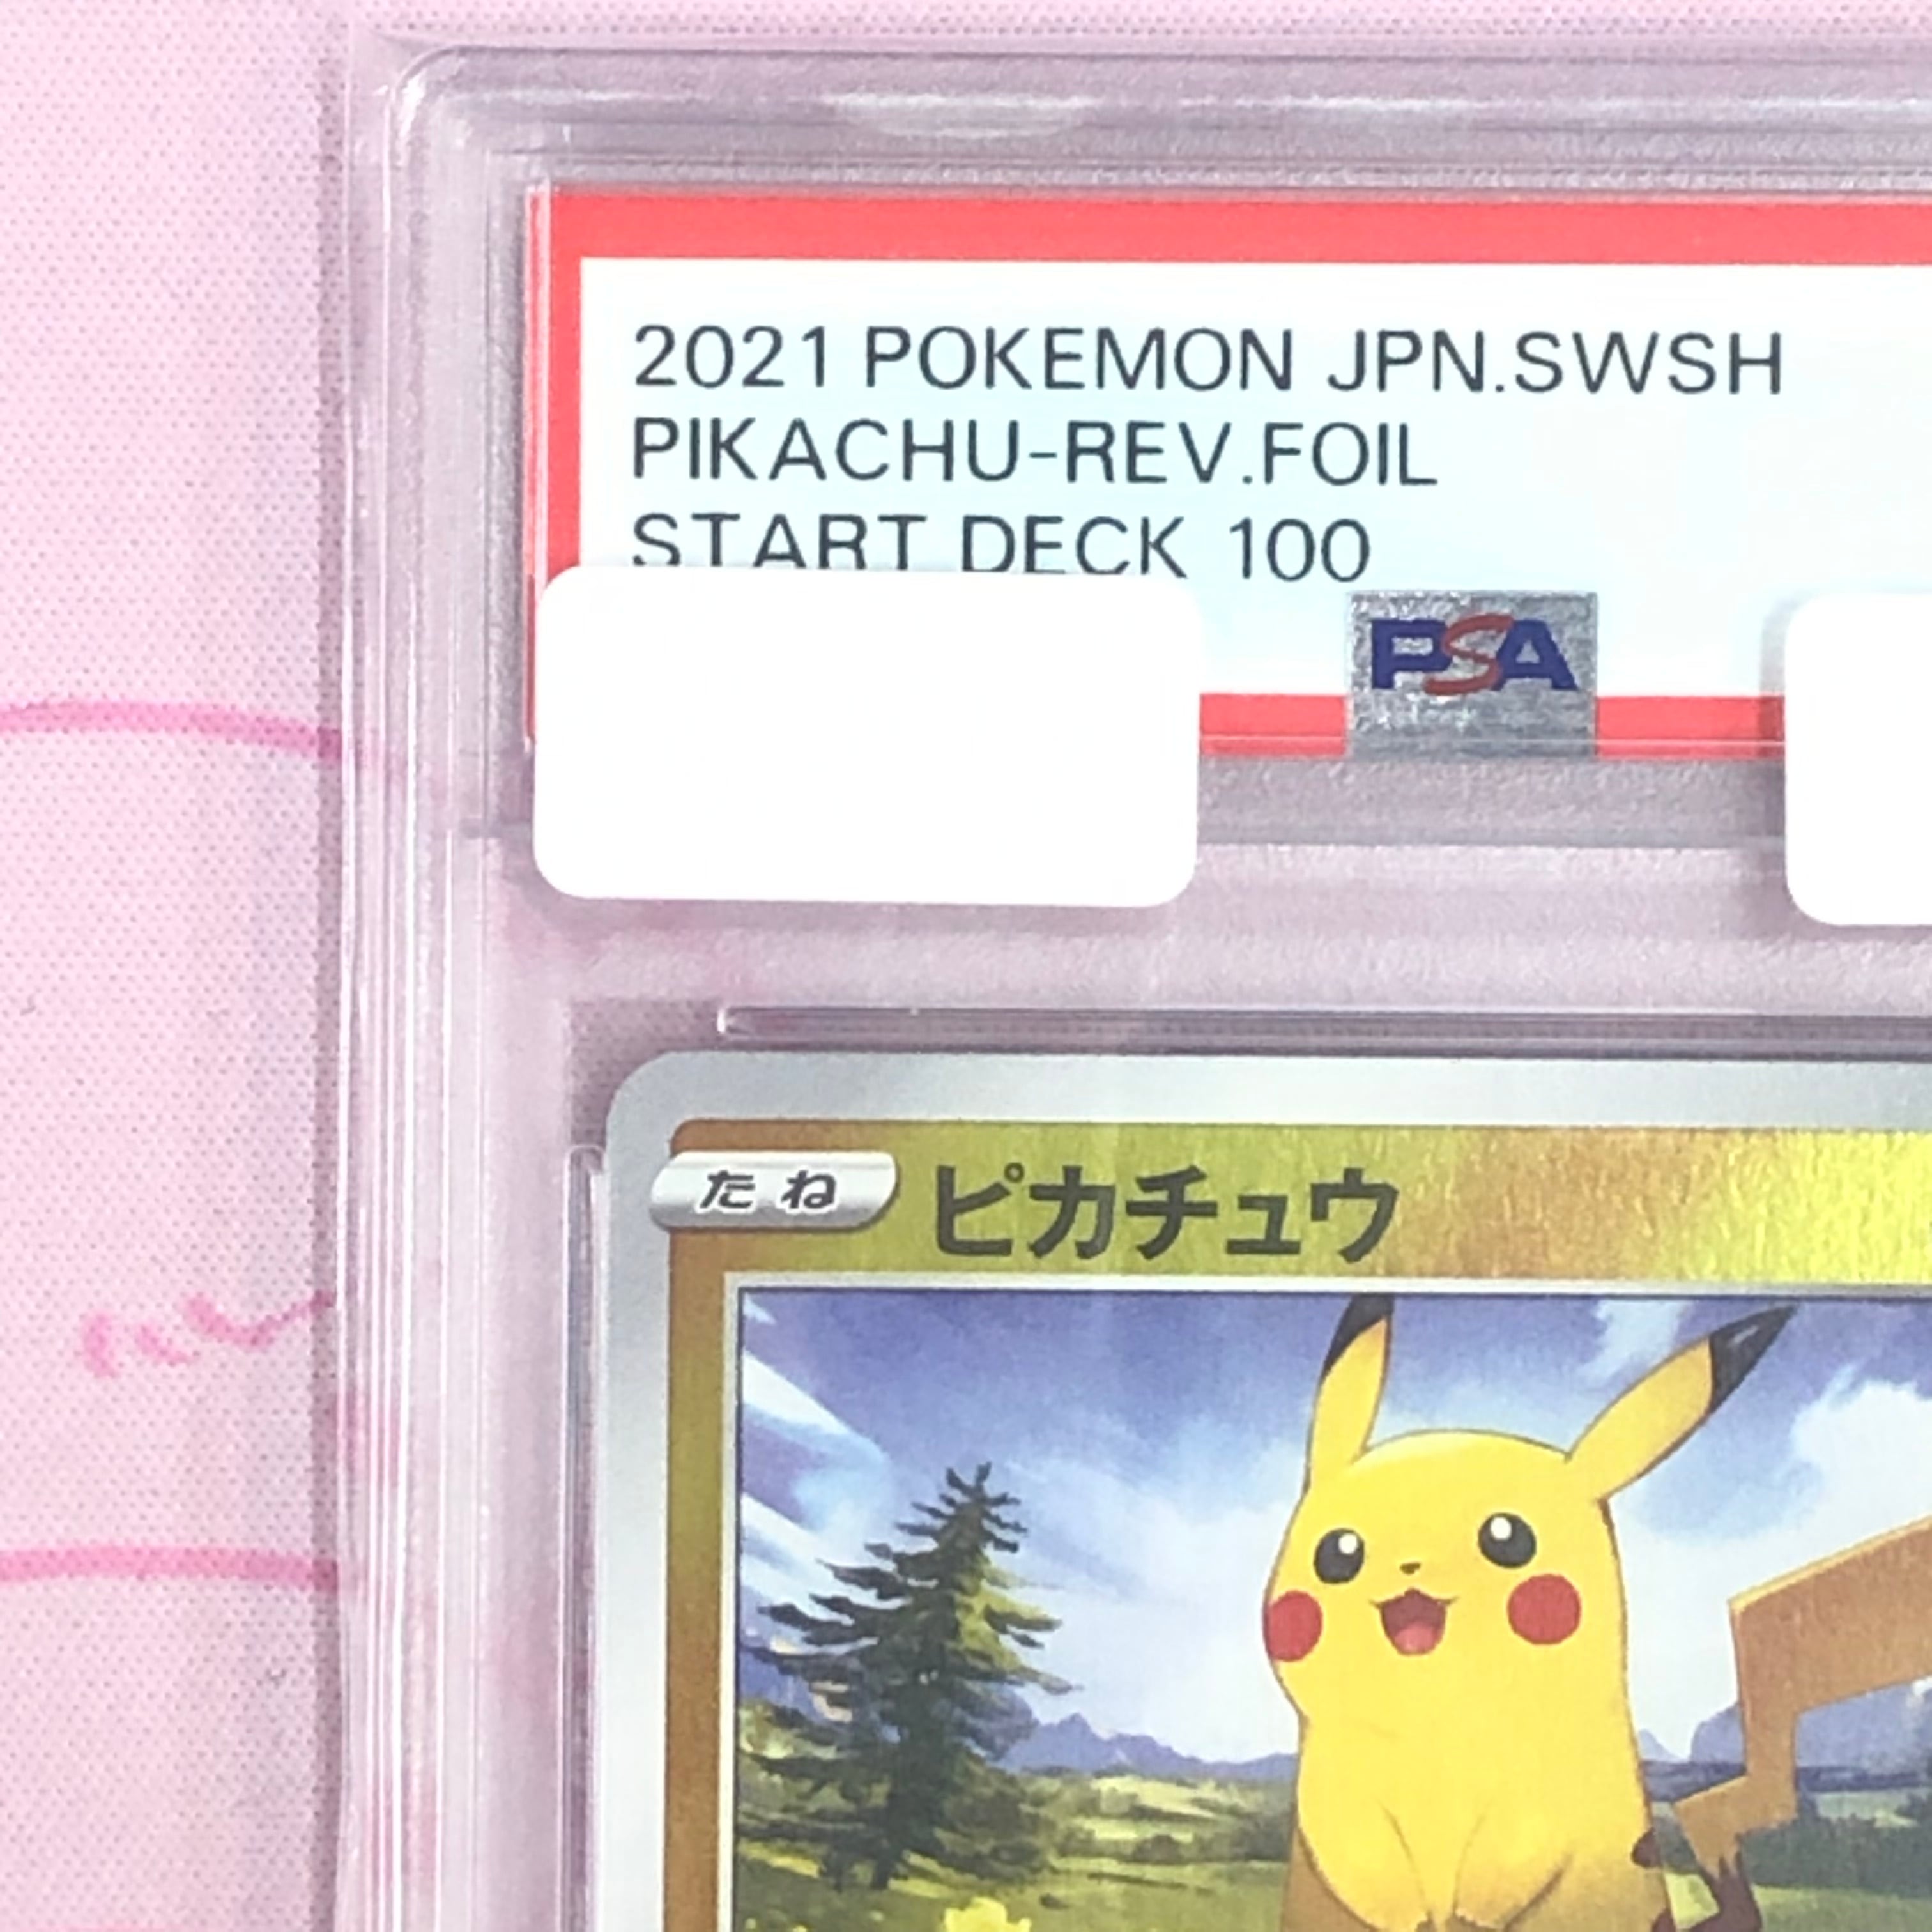 2021 POKEMON JPN.SWSH
PIKACHU-REV.FOIL
START DECK 100
PSA
たね ピカチュウ